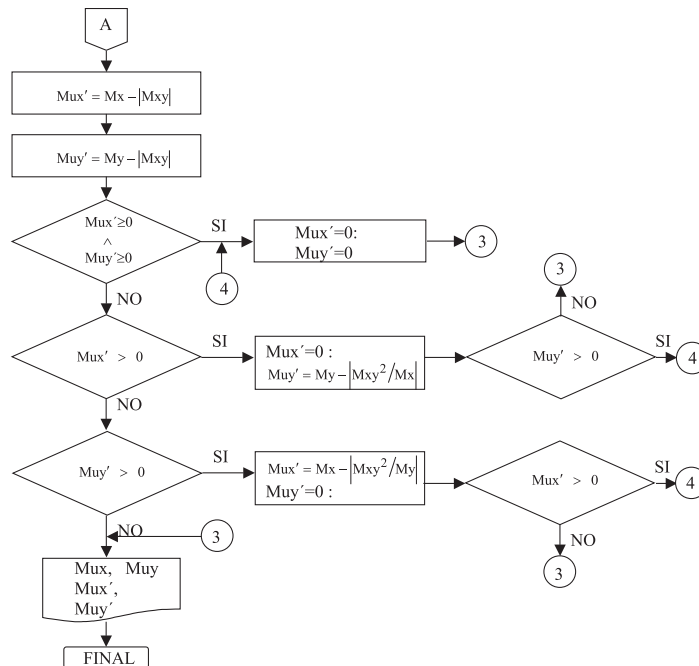 A
Mux' = Mx – |Mxy|
Muy' = My – |Mxy|
Mux´≥0
^
Muy´≥0
SI
Mux´=0:
Muy´=0
3
4
NO
3
NO
Mux' > 0
SI
Mux´=0 :
Muy' = My – |Mxy²/Mx|
Muy' > 0
SI
4
NO
Muy' > 0
SI
Mux' = Mx – |Mxy²/My|
Muy´=0 :
Mux' > 0
SI
4
NO
3
NO
3
Mux, Muy
Mux´,
Muy´
FINAL